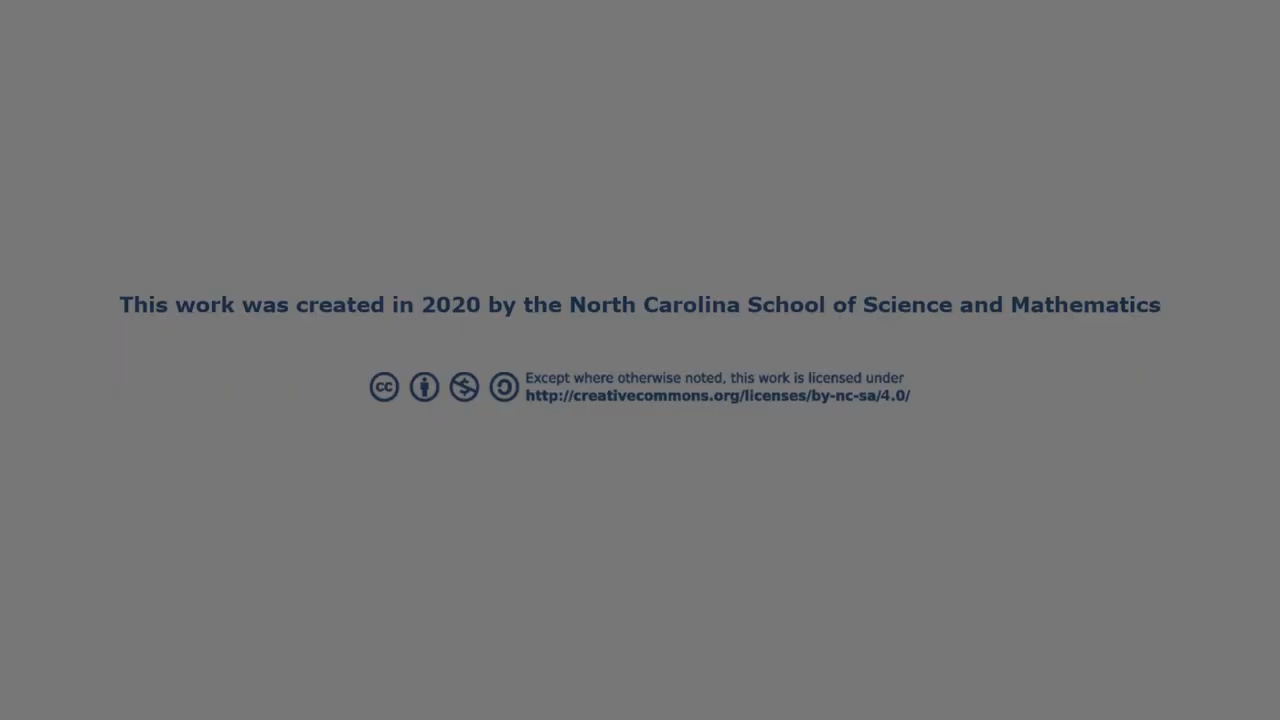 This work was created in 2020 by the North Carolina School of Science and Mathematics
cc
Except where otherwise noted, this work is licensed under
http://creativecommons.org/licenses/by-nc-sa/4.0/